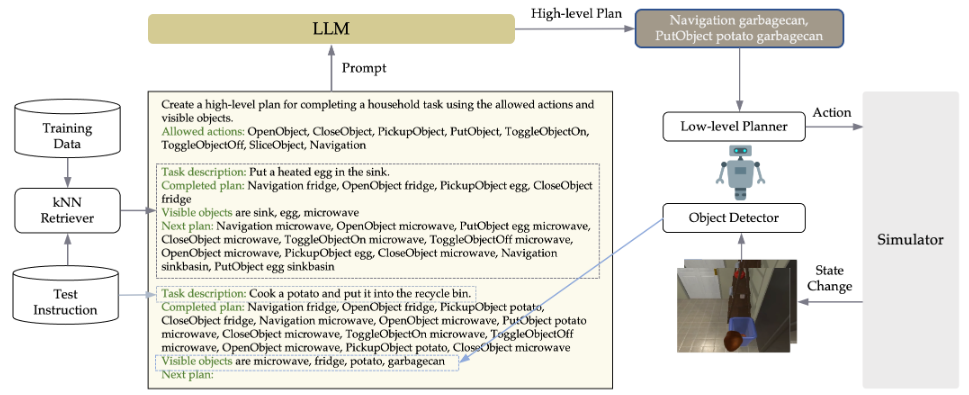 LLM
High-level Plan
Navigation garbagecan,
PutObject potato garbagecan
Prompt
Create a high-level plan for completing a household task using the allowed actions and
visible objects.
Allowed actions: OpenObject, CloseObject, PickupObject, PutObject, ToggleObjectOn,
ToggleObjectOff, SliceObject, Navigation
Task description: Put a heated egg in the sink.
Completed plan: Navigation fridge, OpenObject fridge, PickupObject egg, CloseObject
fridge
Visible objects are sink, egg, microwave
Next plan: Navigation microwave, OpenObject microwave, PutObject egg microwave,
CloseObject microwave, ToggleObjectOn microwave, ToggleObjectOff microwave,
OpenObject microwave, PickupObject egg, CloseObject microwave, Navigation
sinkbasin, PutObject egg sinkbasin
Task description: Cook a potato and put it into the recycle bin.
Completed plan: Navigation fridge, OpenObject fridge, PickupObject potato,
CloseObject fridge, Navigation microwave, OpenObject microwave, PutObject potato
microwave, CloseObject microwave, ToggleObjectOn microwave, ToggleObjectOff
microwave, OpenObject microwave, PickupObject potato, CloseObject microwave
Visible objects are microwave, fridge, potato, garbagecan
Next plan:
Training
Data
kNN
Retriever
Test
Instruction
Low-level Planner
Action
Object Detector
State
Change
Simulator